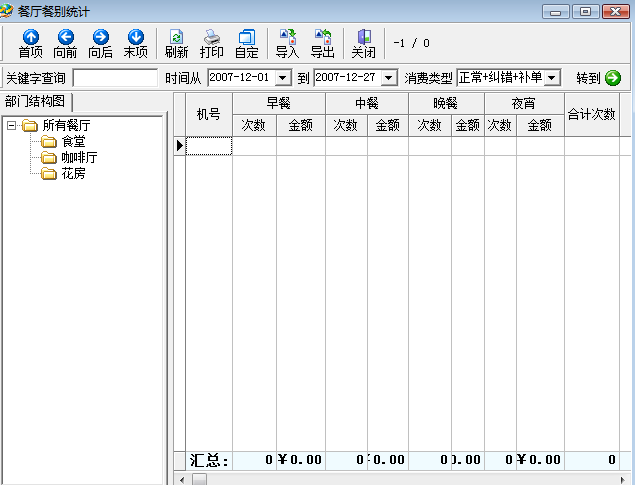 餐厅餐别统计
首项 向前 向后 末项 刷新 打印 自定 导入 导出 关闭 -1 / 0
关键字查询 时间从 2007-12-01 到 2007-12-27 消费类型 正常+纠错+补单 转到
部门结构图
所有餐厅
食堂
咖啡厅
花房
机号 早餐 中餐 晚餐 夜宵 合计次数
次数 金额 次数 金额 次数 金额 次数 金额
汇总: 0 ¥0.00 0 0.00 0 0.00 0 ¥0.00 0